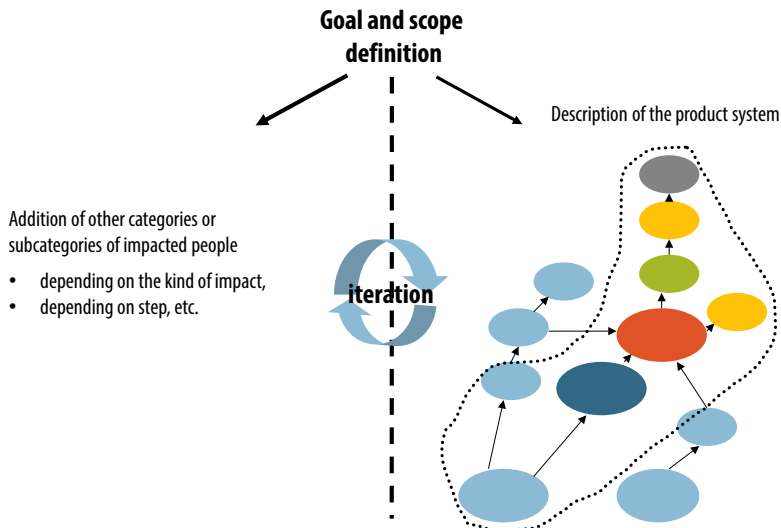 Goal and scope
definition
Description of the product system
Addition of other categories or
subcategories of impacted people
• depending on the kind of impact,
• depending on step, etc.
iteration